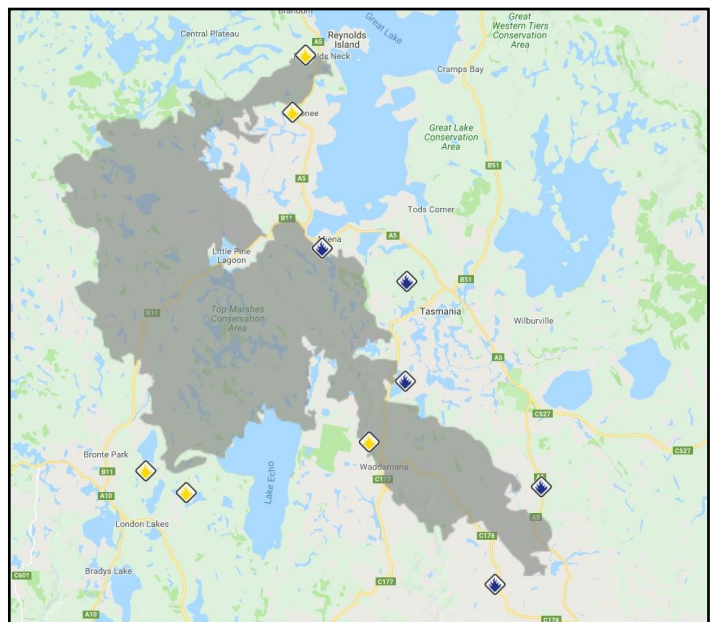 Great
Western Tiers
Conservation
Area
Great Lake
A5
Reynolds
Island
Central Plateau
Cramps Bay
Great Lake
Conservation
Area
B51
A5
Tods Corner
B11
Miena
A5
Little Pine
Lagoon
B51
B11
Top Marshes
Conservation
Area
Tasmania
Wilburville
A5
C527
C527
Bronte Park
B11
Waddamana
A10
Lake Echo
London Lakes
A5
C178
Bradys Lake
C601
C177
A10
C178